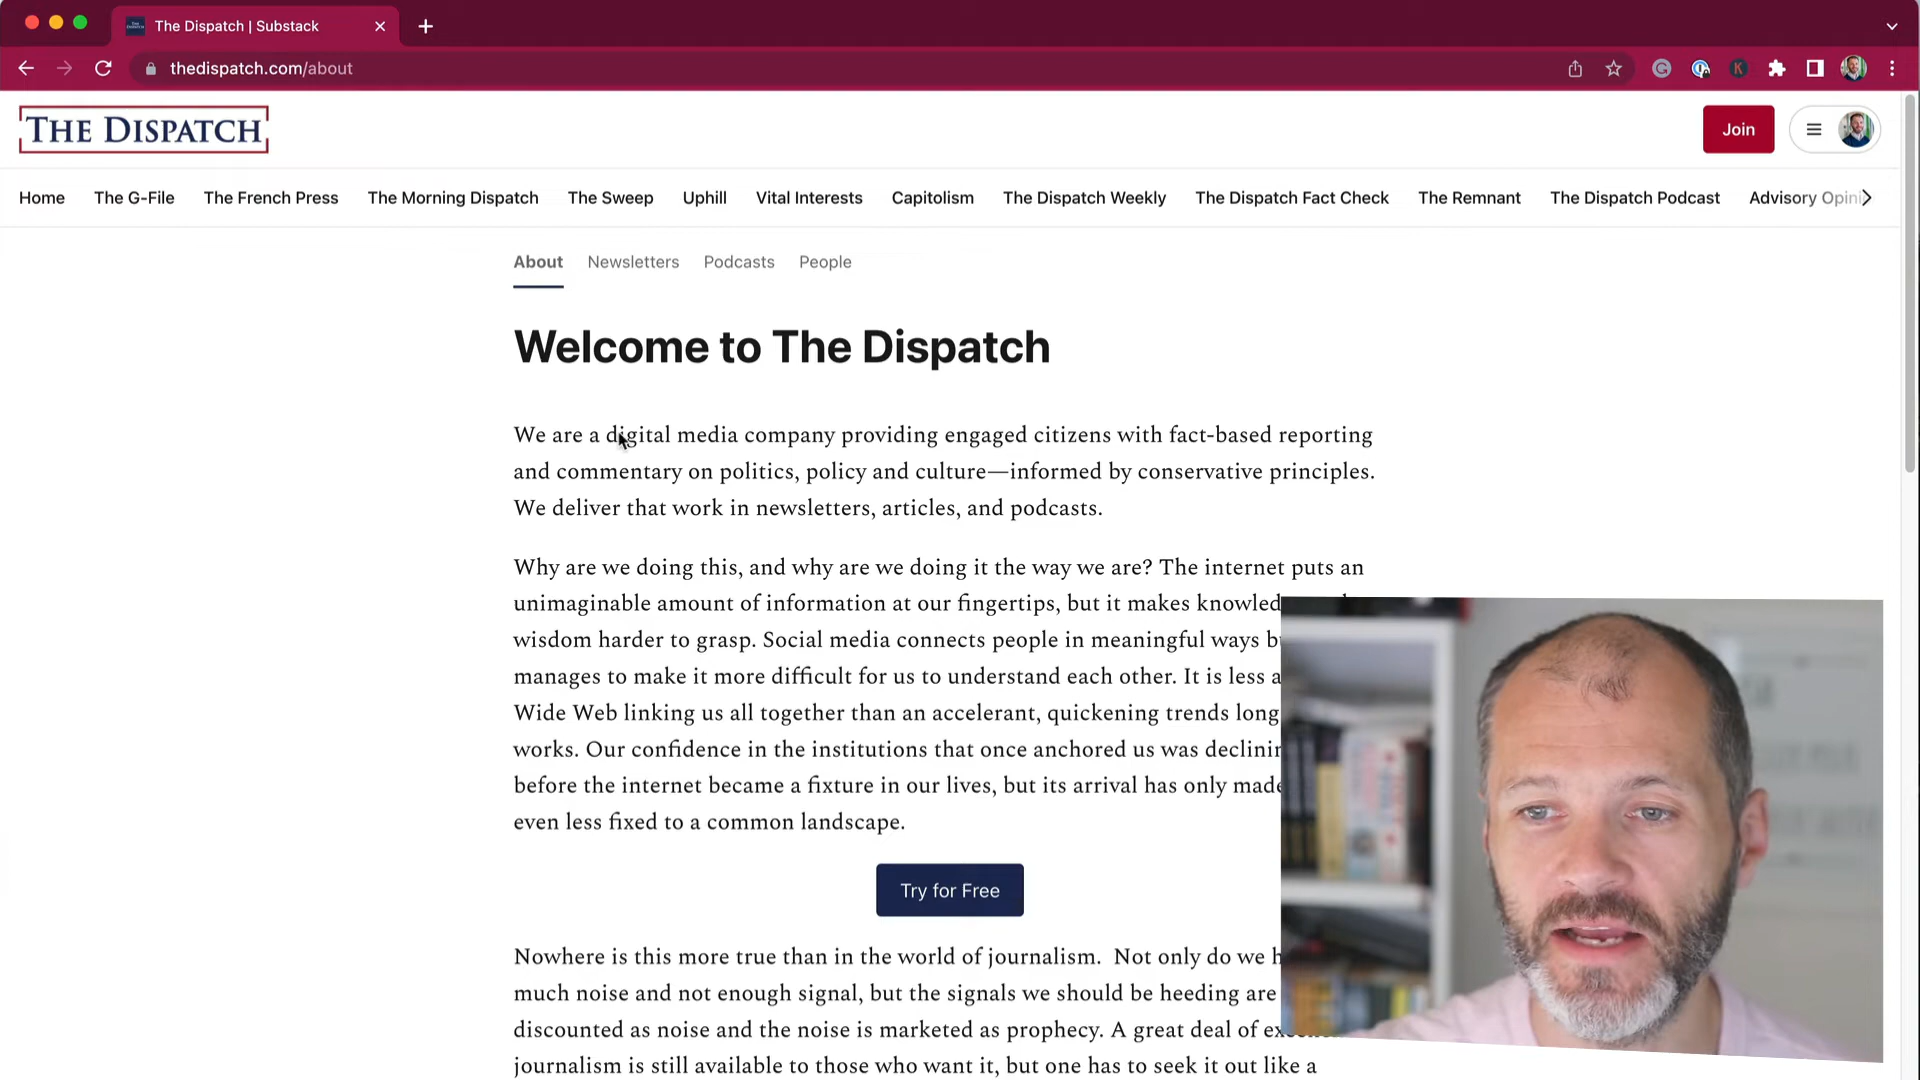 The Dispatch | Substack
thedispatch.com/about
THE DISPATCH
Join
Home The G-File The French Press The Morning Dispatch The Sweep Uphill Vital Interests Capitolism The Dispatch Weekly The Dispatch Fact Check The Remnant The Dispatch Podcast Advisory Opini
About Newsletters Podcasts People
Welcome to The Dispatch
We are a digital media company providing engaged citizens with fact-based reporting
and commentary on politics, policy and culture—informed by conservative principles.
We deliver that work in newsletters, articles, and podcasts.
Why are we doing this, and why are we doing it the way we are? The internet puts an
unimaginable amount of information at our fingertips, but it makes knowled
wisdom harder to grasp. Social media connects people in meaningful ways b
manages to make it more difficult for us to understand each other. It is less a
Wide Web linking us all together than an accelerant, quickening trends long
works. Our confidence in the institutions that once anchored us was declinin
before the internet became a fixture in our lives, but its arrival has only made
even less fixed to a common landscape.
Try for Free
Nowhere is this more true than in the world of journalism. Not only do we h
much noise and not enough signal, but the signals we should be heeding are
discounted as noise and the noise is marketed as prophecy. A great deal of
journalism is still available to those who want it, but one has to seek it out like a